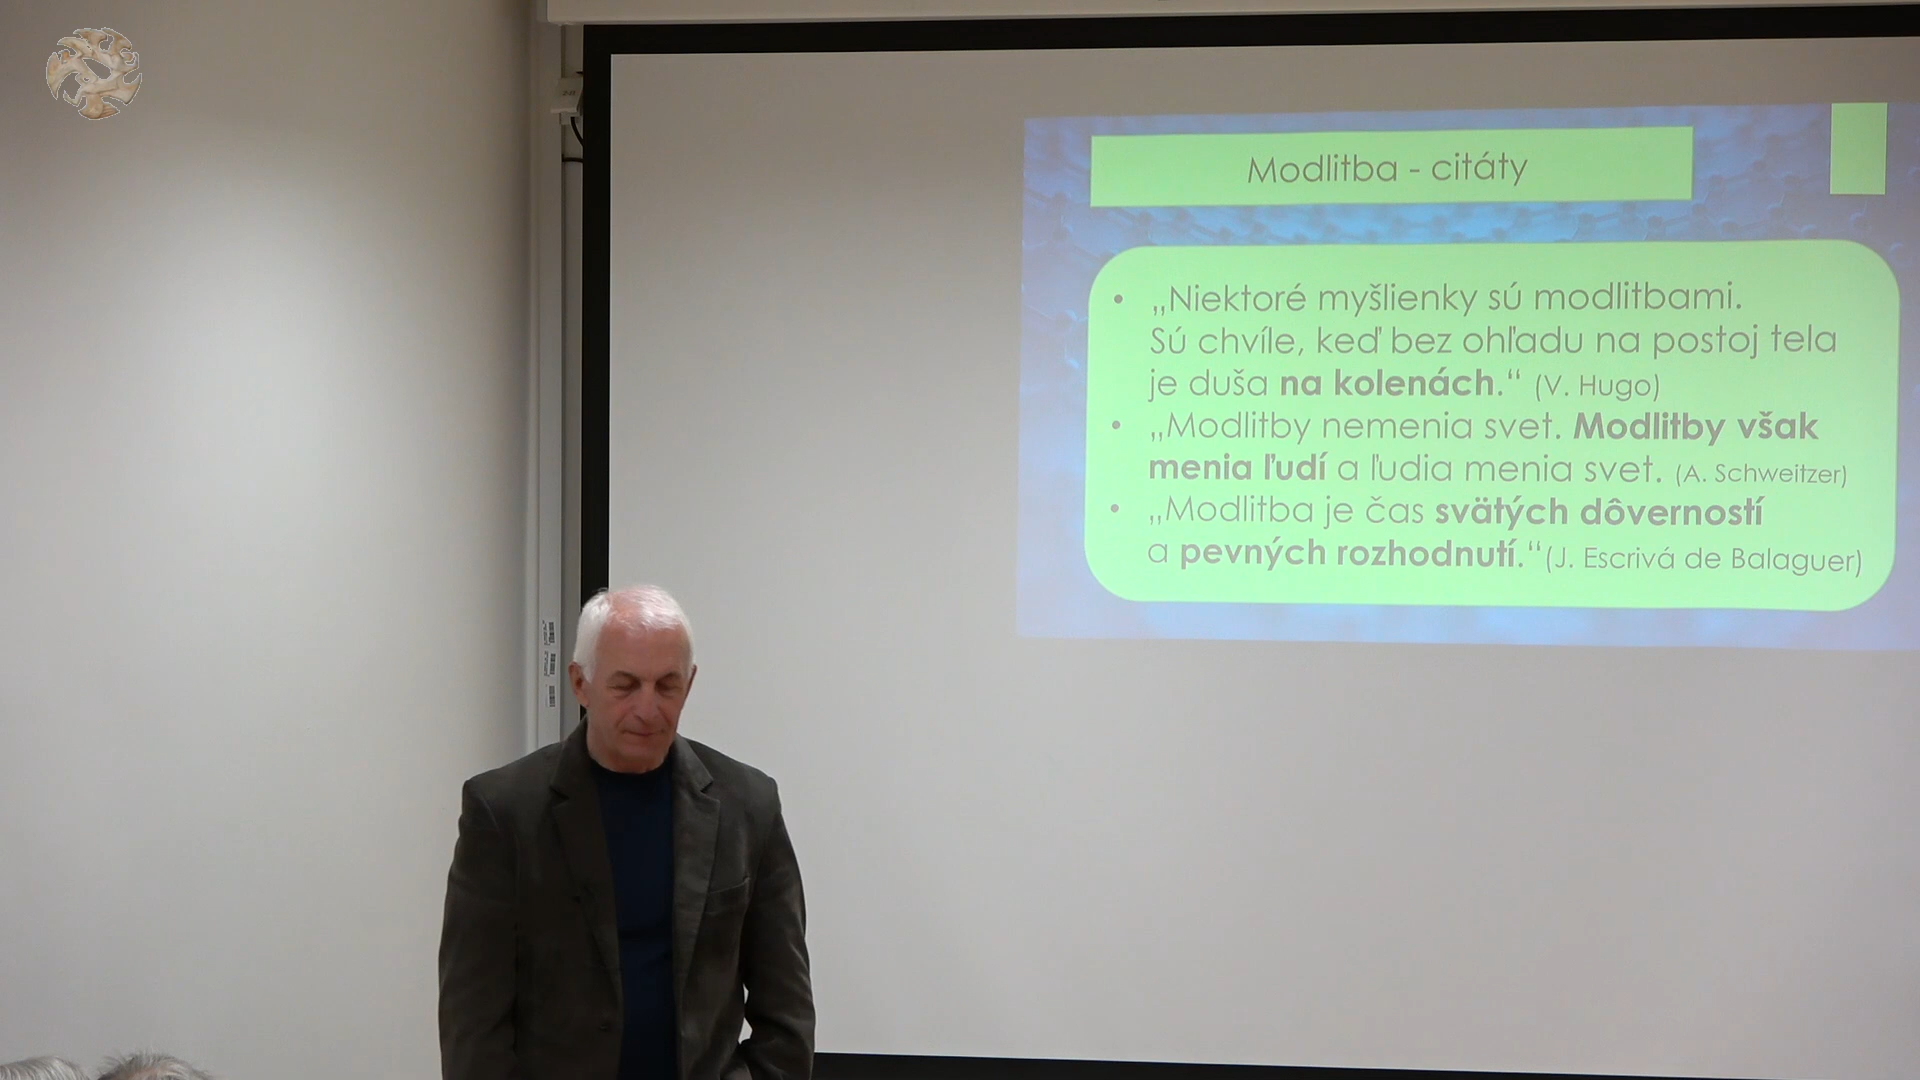 Modlitba - citáty
• „Niektoré myšlienky sú modlitbami.
Sú chvíle, keď bez ohľadu na postoj tela
je duša na kolenách.“ (V. Hugo)
• „Modlitby nemenia svet. Modlitby však
menia ľudí a ľudia menia svet. (A. Schweitzer)
• „Modlitba je čas svätých dôverností
a pevných rozhodnutí.“(J. Escrivá de Balaguer)